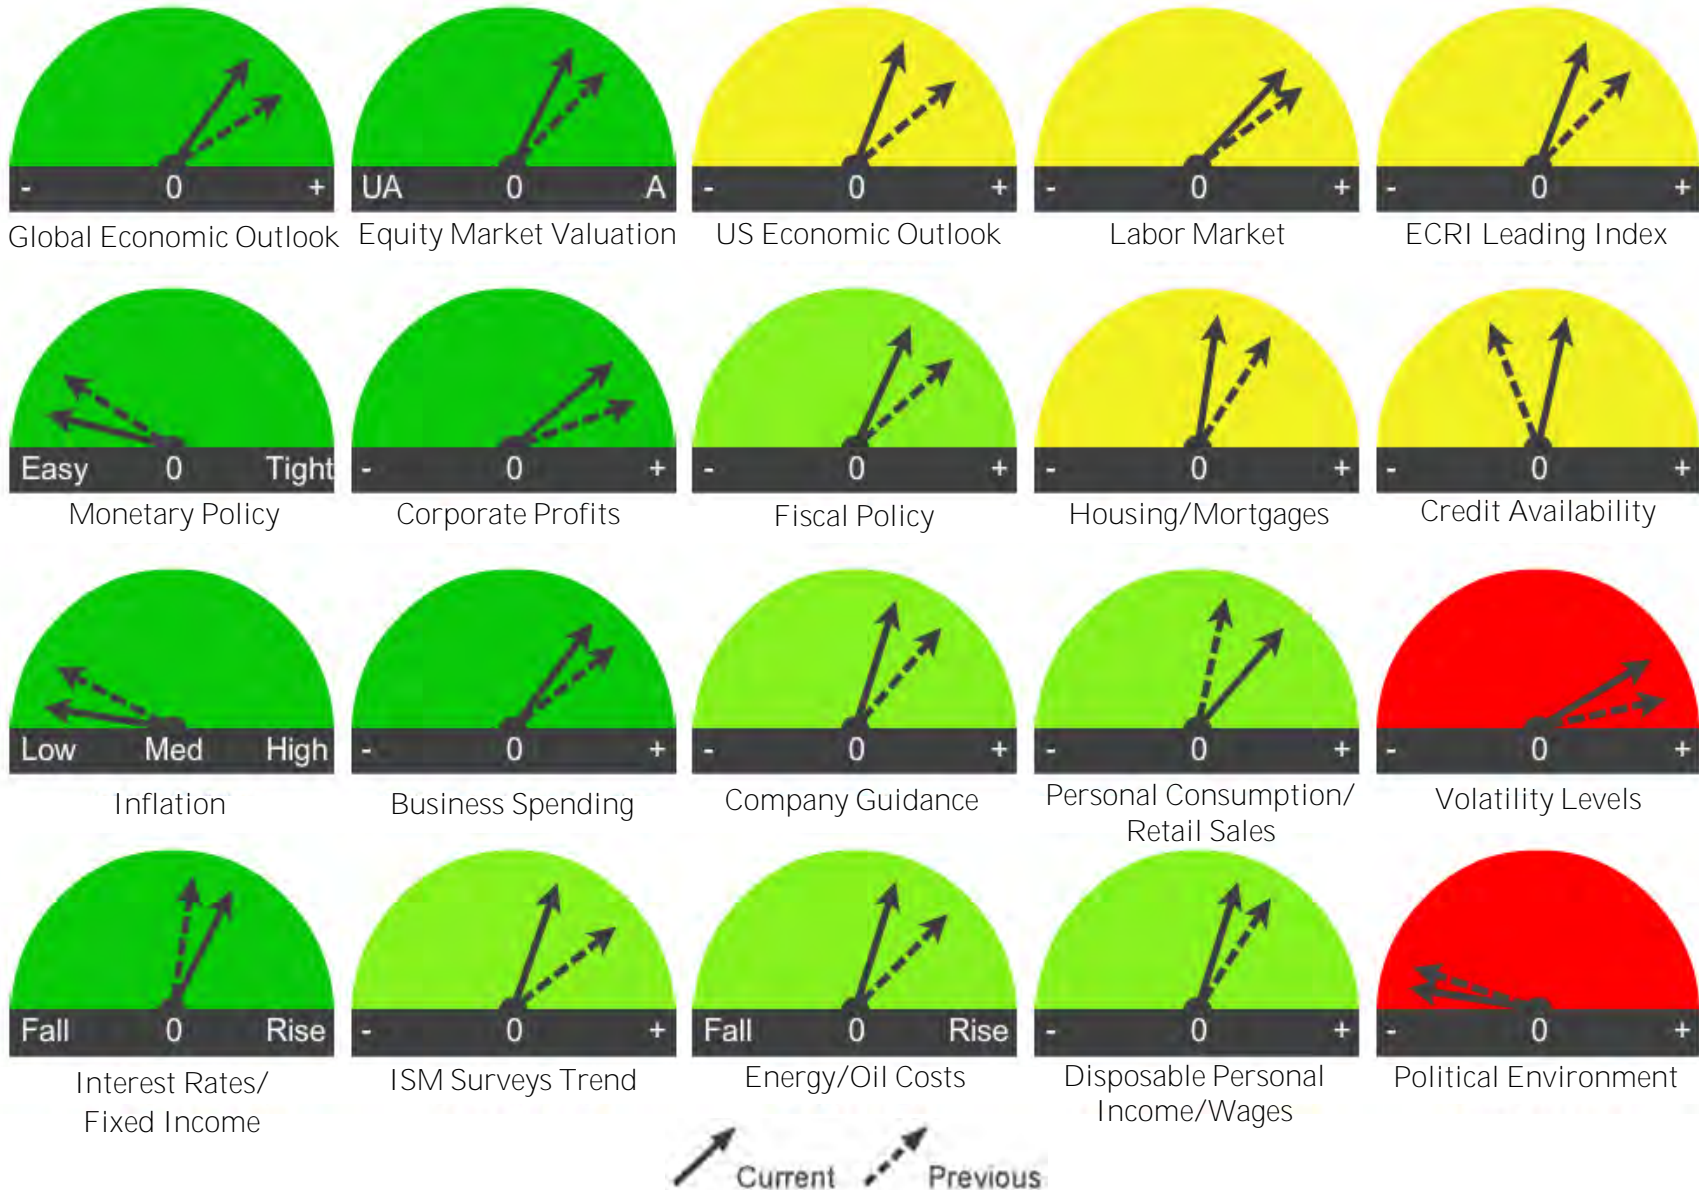 - 0 +
UA 0 A
- 0 +
- 0 +
- 0 +
Global Economic Outlook
Equity Market Valuation
US Economic Outlook
Labor Market
ECRI Leading Index
Easy 0 Tight
- 0 +
- 0 +
- 0 +
- 0 +
Monetary Policy
Corporate Profits
Fiscal Policy
Housing/Mortgages
Credit Availability
Low Med High
- 0 +
- 0 +
- 0 +
- 0 +
Inflation
Business Spending
Company Guidance
Personal Consumption/
Retail Sales
Volatility Levels
Fall 0 Rise
- 0 +
Fall 0 Rise
- 0 +
- 0 +
Interest Rates/
Fixed Income
ISM Surveys Trend
Energy/Oil Costs
Disposable Personal
Income/Wages
Political Environment
Current
Previous